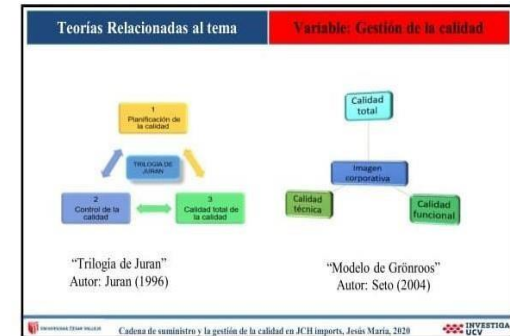 Teorías Relacionadas al tema
Variable: Gestión de la calidad
1
Planificación de
la calidad
TRILOGIA DE
JURAN
2
Control de la
calidad
3
Calidad total de
la calidad
"Trilogía de Juran"
Autor: Juran (1996)
Calidad
total
Imagen
corporativa
Calidad
técnica
Calidad
funcional
"Modelo de Grönroos"
Autor: Seto (2004)
UNIVERSIDAD CÉSAR VALLEJO
Cadena de suministro y la gestión de la calidad en JCH imports, Jesús María, 2020
INVESTIGA
UCV